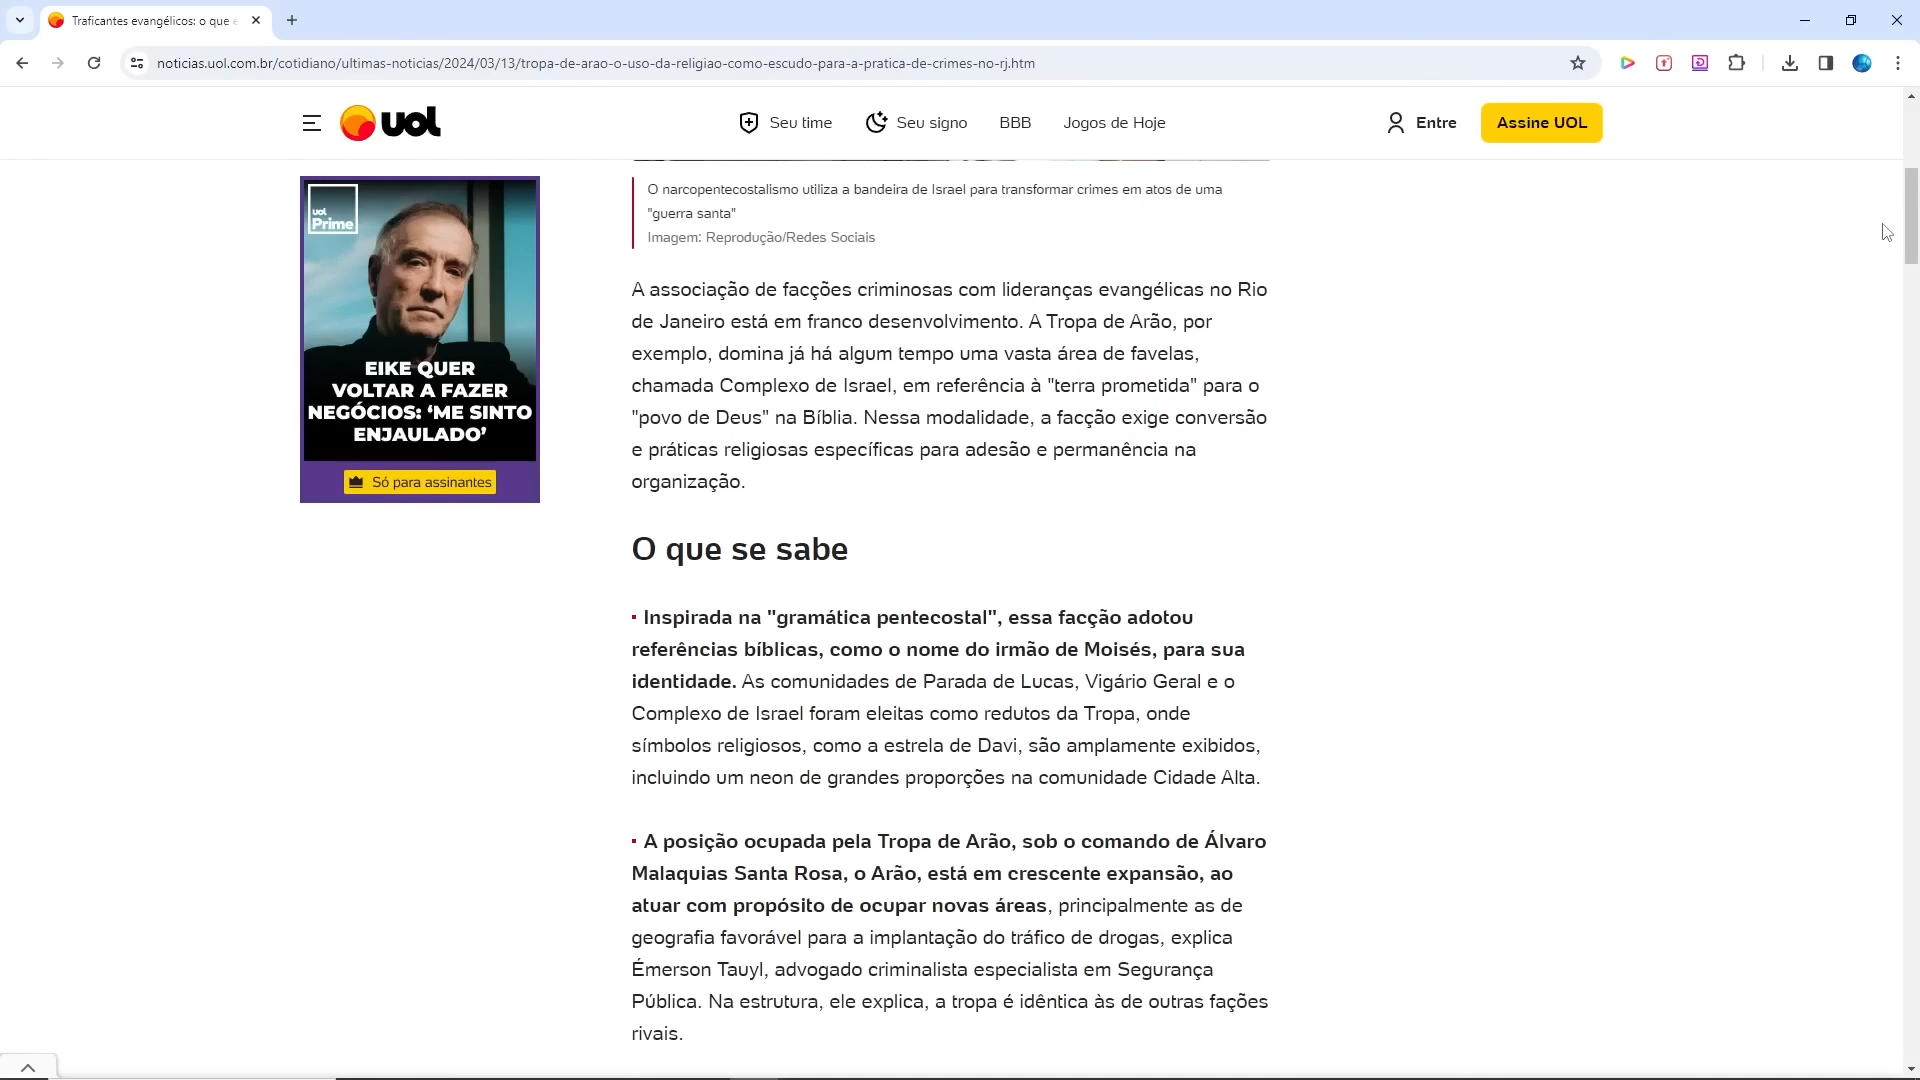 Traficantes evangélicos: o que e
noticias.uol.com.br/cotidiano/ultimas-noticias/2024/03/13/tropa-de-arao-o-uso-da-religiao-como-escudo-para-a-pratica-de-crimes-no-rj.htm
uol
Seu time
Seu signo
BBB
Jogos de Hoje
Entre
Assine UOL
uol
Prime
EIKE QUER
VOLTAR A FAZER
NEGÓCIOS: ‘ME SINTO
ENJAULADO’
Só para assinantes
O narcopentecostalismo utiliza a bandeira de Israel para transformar crimes em atos de uma
"guerra santa"
Imagem: Reprodução/Redes Sociais
A associação de facções criminosas com lideranças evangélicas no Rio
de Janeiro está em franco desenvolvimento. A Tropa de Arão, por
exemplo, domina já há algum tempo uma vasta área de favelas,
chamada Complexo de Israel, em referência à "terra prometida" para o
"povo de Deus" na Bíblia. Nessa modalidade, a facção exige conversão
e práticas religiosas específicas para adesão e permanência na
organização.
O que se sabe
Inspirada na "gramática pentecostal", essa facção adotou
referências bíblicas, como o nome do irmão de Moisés, para sua
identidade. As comunidades de Parada de Lucas, Vigário Geral e o
Complexo de Israel foram eleitas como redutos da Tropa, onde
símbolos religiosos, como a estrela de Davi, são amplamente exibidos,
incluindo um neon de grandes proporções na comunidade Cidade Alta.
A posição ocupada pela Tropa de Arão, sob o comando de Álvaro
Malaquias Santa Rosa, o Arão, está em crescente expansão, ao
atuar com propósito de ocupar novas áreas, principalmente as de
geografia favorável para a implantação do tráfico de drogas, explica
Émerson Tauyl, advogado criminalista especialista em Segurança
Pública. Na estrutura, ele explica, a tropa é idêntica às de outras fações
rivais.